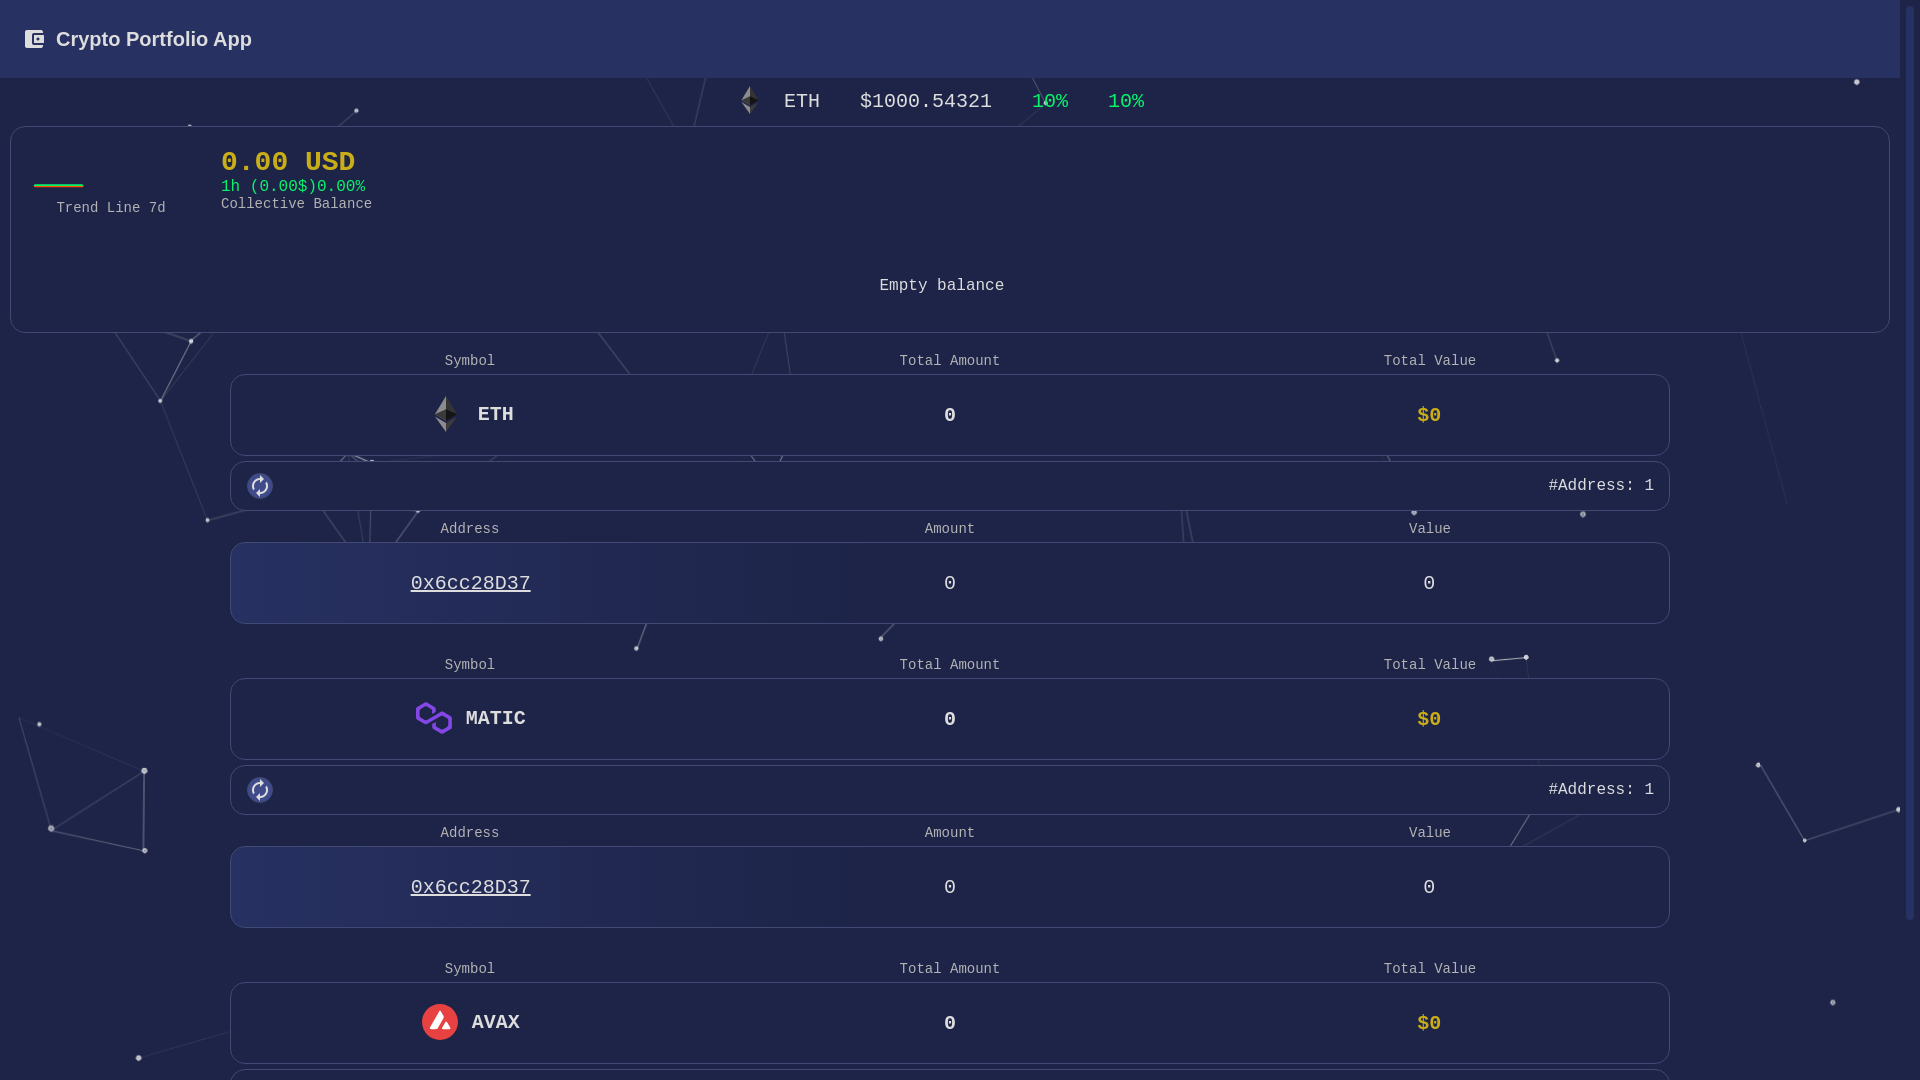 Crypto Portfolio App
ETH $1000.54321 10% 10%
0.00 USD
1h (0.00$)0.00%
Trend Line 7d
Collective Balance
Empty balance
Symbol Total Amount Total Value
ETH 0 $0
#Address: 1
Address Amount Value
0x6cc28D37 0 0
Symbol Total Amount Total Value
MATIC 0 $0
#Address: 1
Address Amount Value
0x6cc28D37 0 0
Symbol Total Amount Total Value
AVAX 0 $0